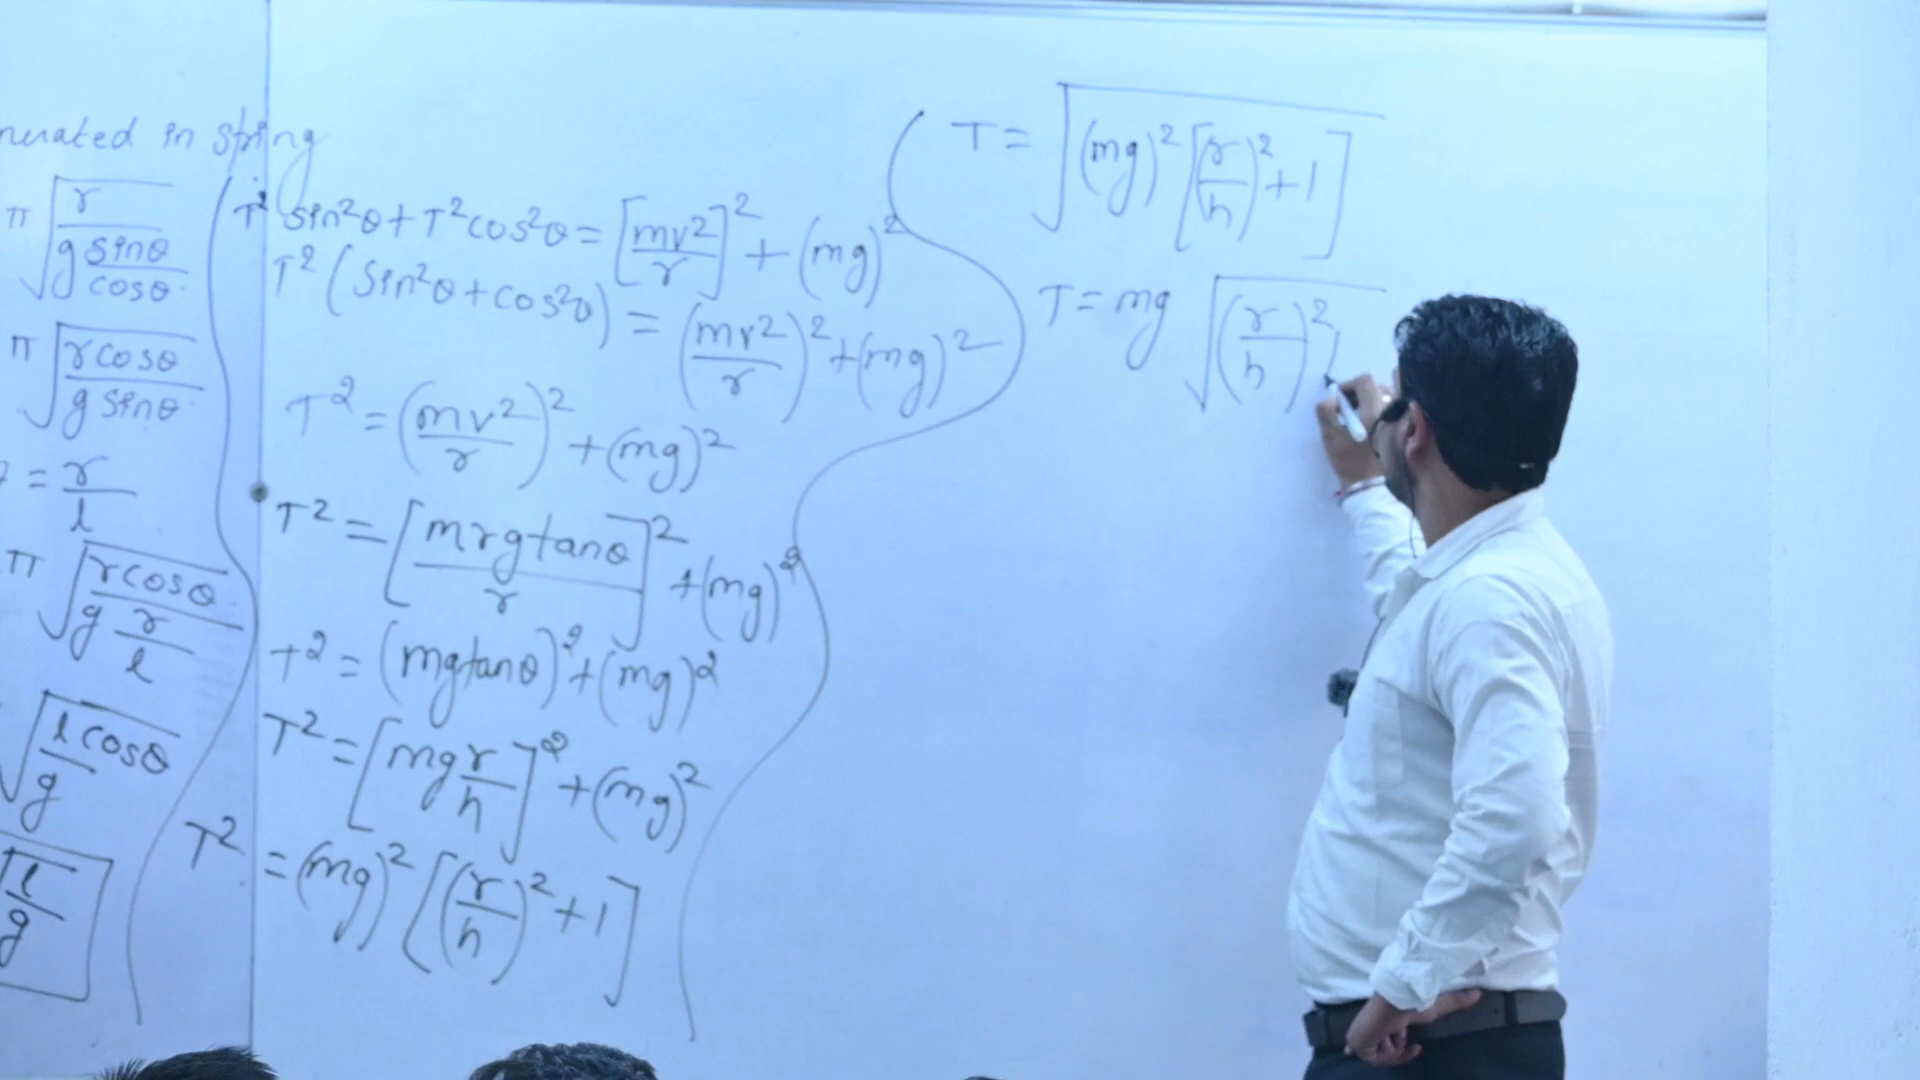 nerated in string
π √(r / (g sinθ/cosθ))
π √(r cosθ / (g sinθ))
= r/l
π √(r cosθ / (g r/l))
√(l cosθ / g)
√(l/g)
T² sin²θ + T² cos²θ = [mv²/r]² + (mg)²
T² (sin²θ + cos²θ) = (mv²/r)² + (mg)²
T² = (mv²/r)² + (mg)²
T² = [mrg tanθ / r]² + (mg)²
T² = (mg tanθ)² + (mg)²
T² = [mg r/h]² + (mg)²
T² = (mg)² [(r/h)² + 1]
T = √((mg)² [(r/h)² + 1])
T = mg √((r/h)²